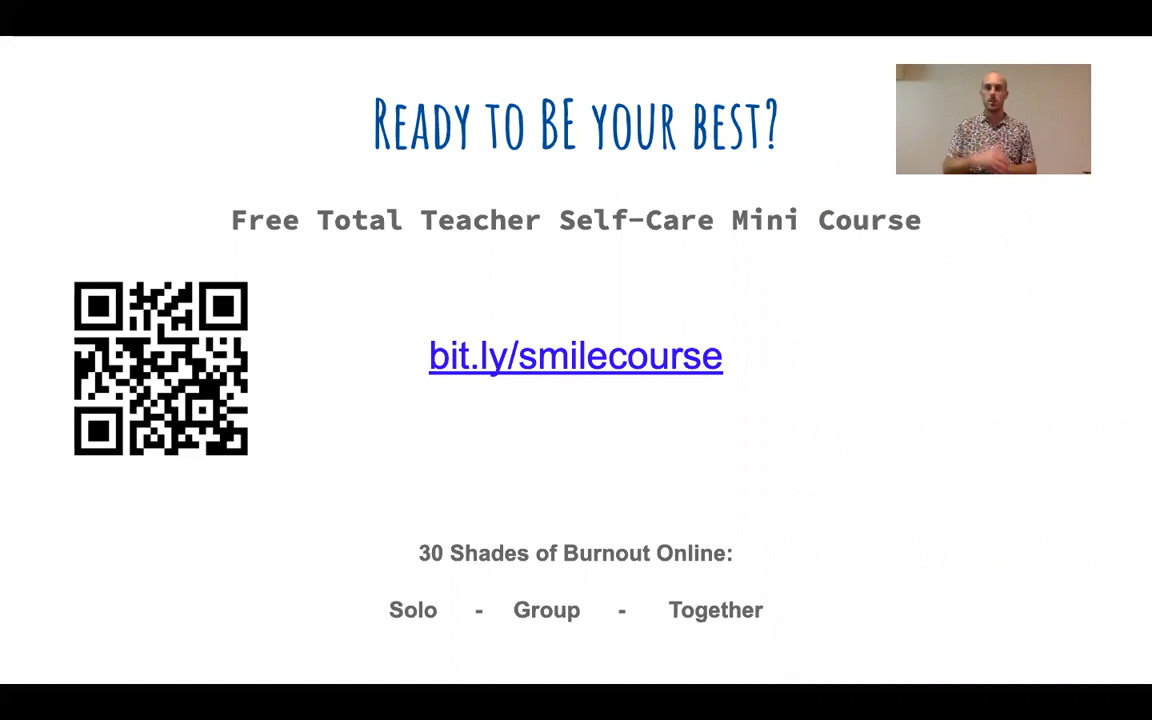 Ready to BE your best?
Free Total Teacher Self-Care Mini Course
bit.ly/smilecourse
30 Shades of Burnout Online:
Solo - Group - Together